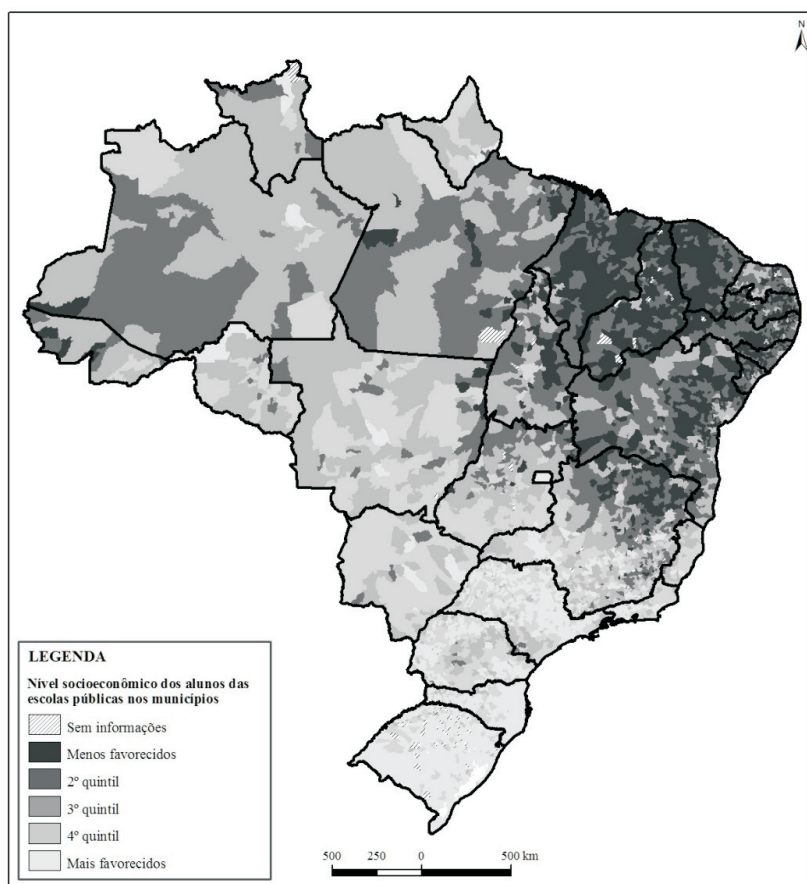 N
LEGENDA
Nível socioeconômico dos alunos das
escolas públicas nos municípios
Sem informações
Menos favorecidos
2º quintil
3º quintil
4º quintil
Mais favorecidos
500 250 0 500 km